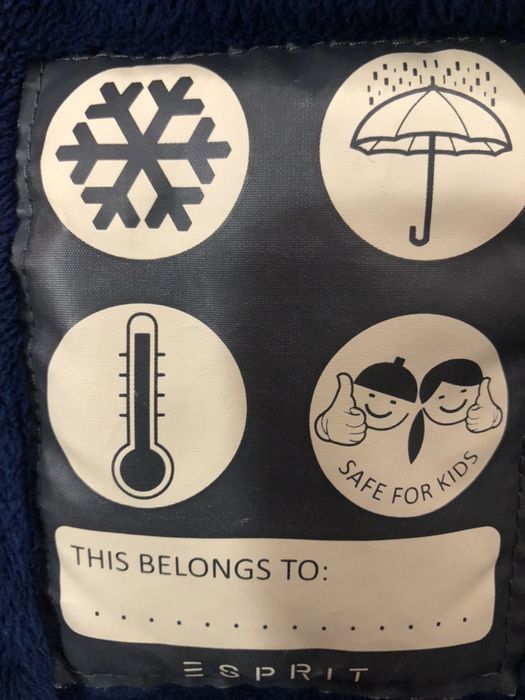 SAFE FOR KIDS
THIS BELONGS TO:
. . . . . . . . . . . . . .
ESPRIT